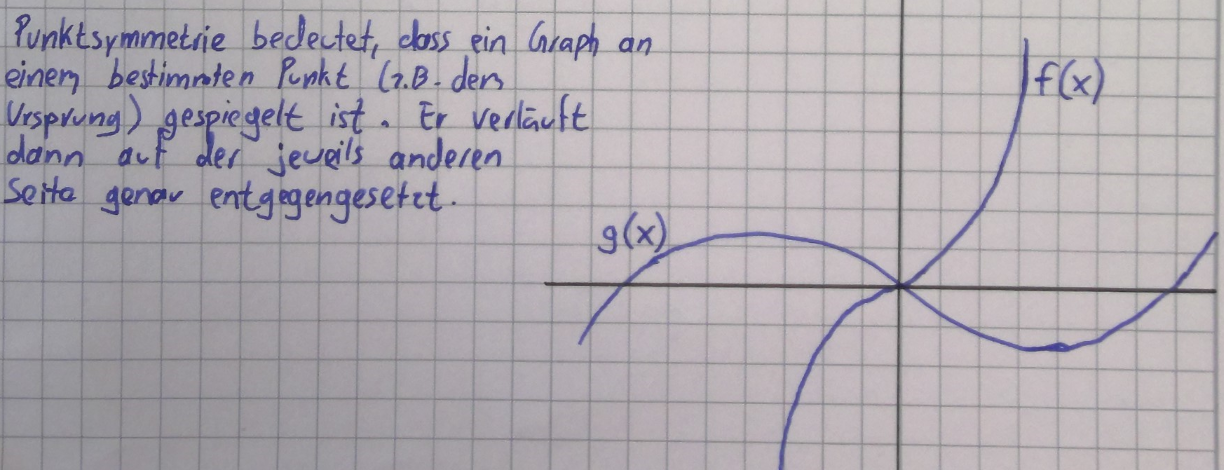 Punktsymmetrie bedeutet, dass ein Graph an
einem bestimmten Punkt (z.B. dem
Ursprung) gespiegelt ist. Er verläuft
dann auf der jeweils anderen
Seite genau entgegengesetzt.
f(x)
g(x)